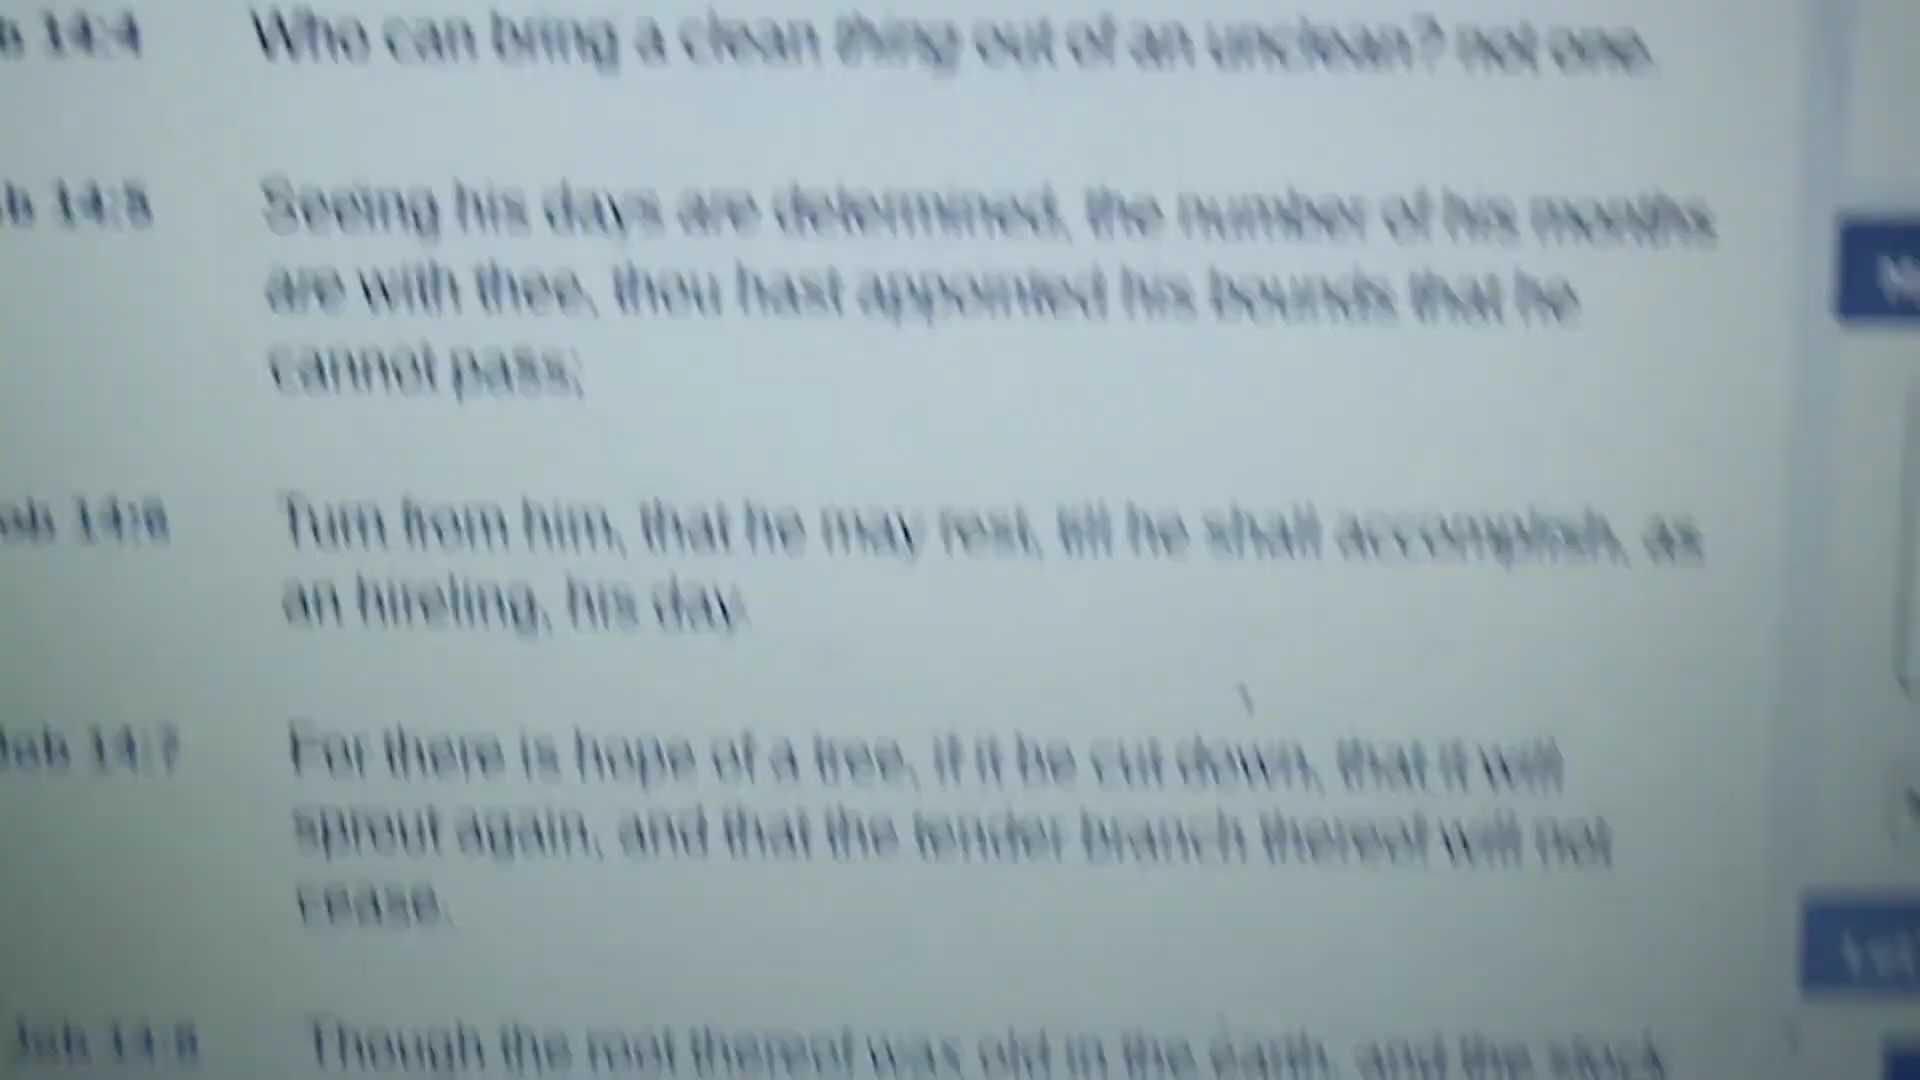 b 14:4 Who can bring a clean thing out of an unclean? not one.
b 14:5 Seeing his days are determined, the number of his months
are with thee, thou hast appointed his bounds that he
cannot pass;
ob 14:6 Turn from him, that he may rest, till he shall accomplish, as
an hireling, his day.
Job 14:7 For there is hope of a tree, if it be cut down, that it will
sprout again, and that the tender branch thereof will not
cease.
Job 14:8 Though the root thereof wax old in the earth, and the stock